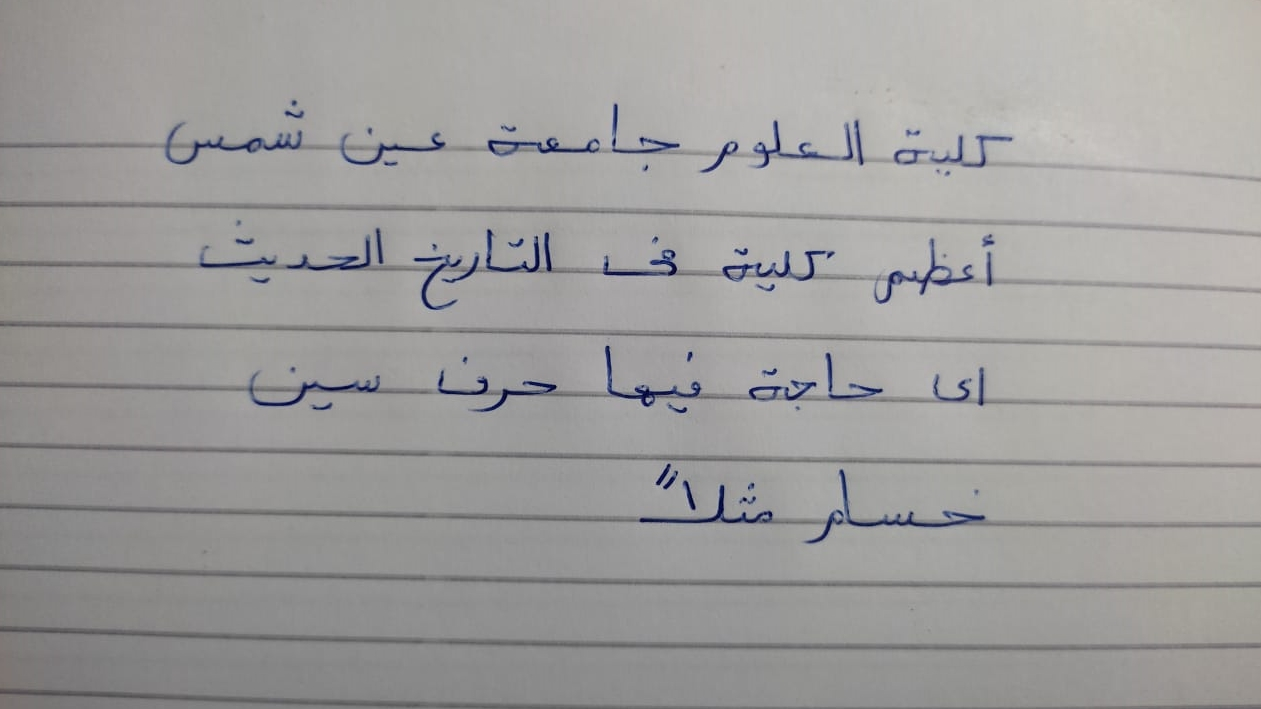 كلية العلوم جامعة عين شمس
أعظم كلية فى التاريخ الحديث
اى حاجة فيها حرف سين
خسام مثلاً